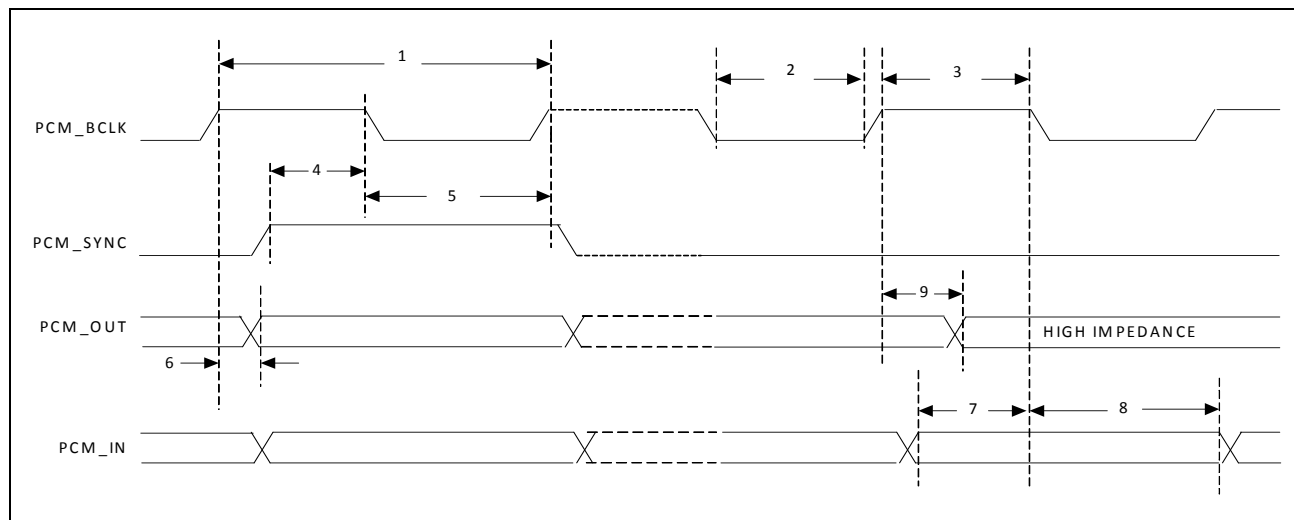 1
2
3
PCM_BCLK
4
5
PCM_SYNC
9
PCM_OUT
HIGH IMPEDANCE
6
7
8
PCM_IN